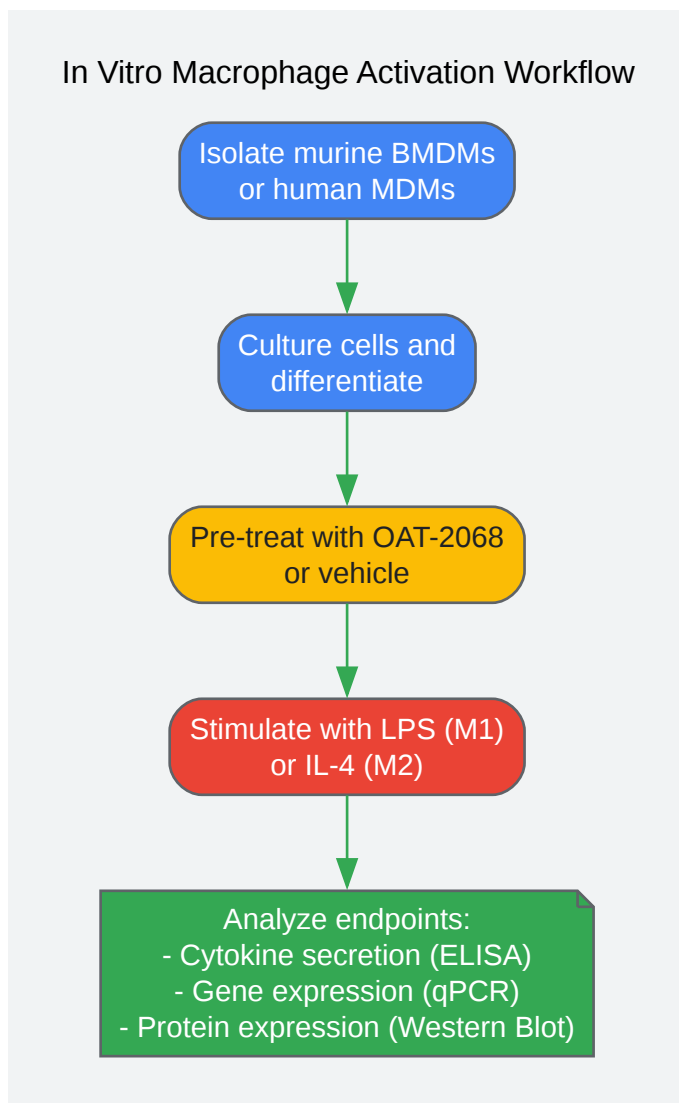 In Vitro Macrophage Activation Workflow
Isolate murine BMDMs
or human MDMs
Culture cells and
differentiate
Pre-treat with OAT-2068
or vehicle
Stimulate with LPS (M1)
or IL-4 (M2)
Analyze endpoints:
- Cytokine secretion (ELISA)
- Gene expression (qPCR)
- Protein expression (Western Blot)